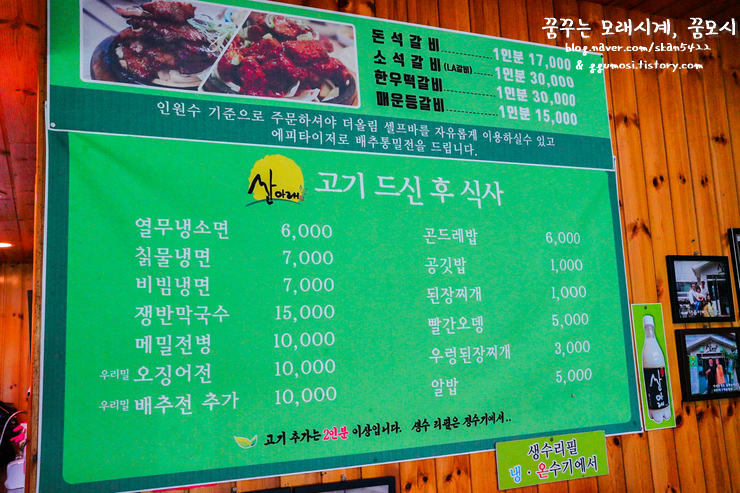 꿈꾸는 모래시계, 꿈모시
blog.naver.com/skan5422
& ggumosi.tistory.com
돈석갈비 1인분 17,000
소석갈비(LA갈비) 1인분 30,000
한우떡갈비 1인분 30,000
매운등갈비 1인분 15,000
인원수 기준으로 주문하셔야 더올림 셀프바를 자유롭게 이용하실수 있고
에피타이저로 배추통밀전을 드립니다.
산아래 고기 드신 후 식사
열무냉소면 6,000
칡물냉면 7,000
비빔냉면 7,000
쟁반막국수 15,000
메밀전병 10,000
우리밀 오징어전 10,000
우리밀 배추전 추가 10,000
곤드레밥 6,000
공깃밥 1,000
된장찌개 1,000
빨간오뎅 5,000
우렁된장찌개 3,000
알밥 5,000
고기 추가는 2인분 이상입니다. 생수 리필은 정수기에서..
생수리필
냉·온수기에서
산아래